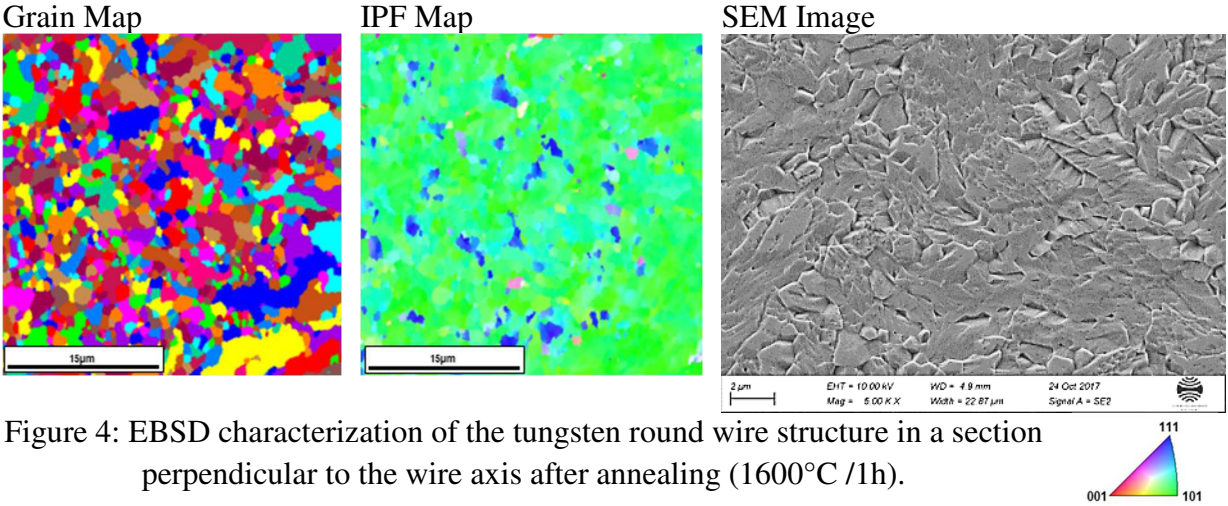 Grain Map
IPF Map
SEM Image
15µm
15µm
2 µm
EHT = 10.00 kV
WD = 4.9 mm
24 Oct 2017
Mag = 5.00 K X
Width = 22.87 µm
Signal A = SE2
Figure 4: EBSD characterization of the tungsten round wire structure in a section
perpendicular to the wire axis after annealing (1600°C /1h).
111
001
101